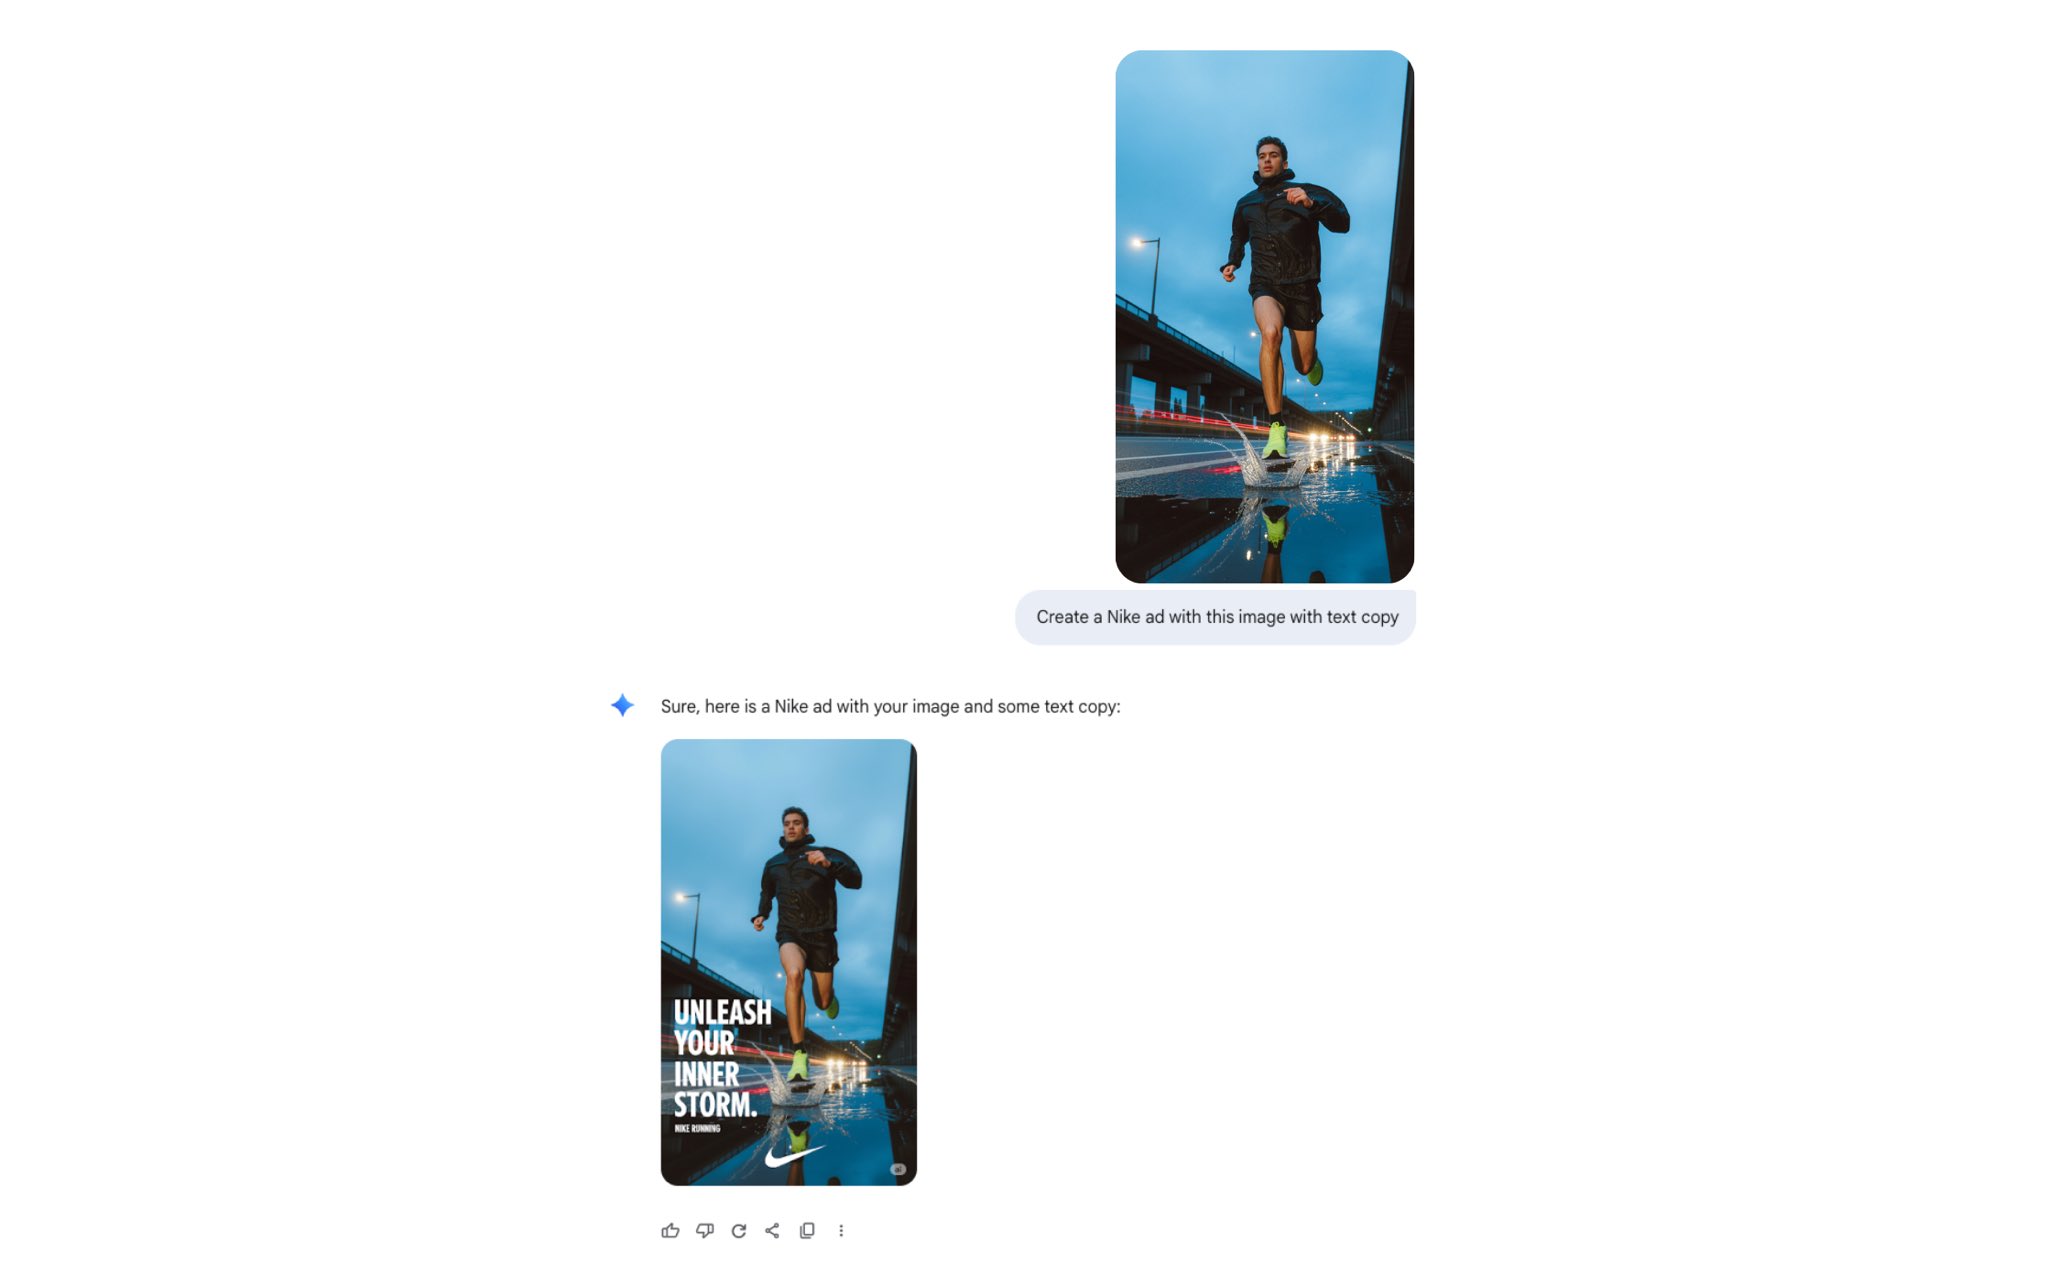 Create a Nike ad with this image with text copy
Sure, here is a Nike ad with your image and some text copy:
UNLEASH
YOUR
INNER
STORM.
NIKE RUNNING
ai